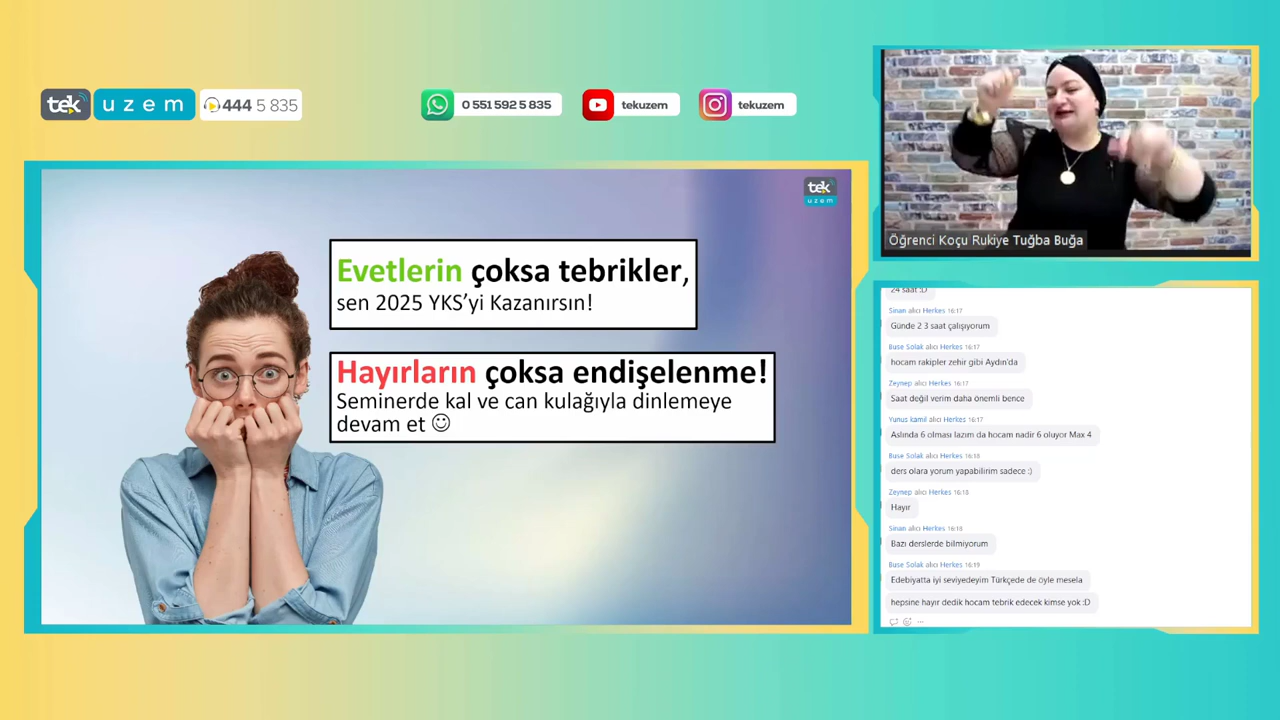 tek
uzem
444 5 835
0 551 592 5 835
tekuzem
tekuzem
tek
uzem
Evetlerin çoksa tebrikler,
sen 2025 YKS'yi Kazanırsın!
Hayırların çoksa endişelenme!
Seminerde kal ve can kulağıyla dinlemeye
devam et ☺
Öğrenci Koçu Rukiye Tuğba Buğa
24 saat :D
Sinan alıcı Herkes 16:17
Günde 2 3 saat çalışıyorum
Buse Solak alıcı Herkes 16:17
hocam rakipler zehir gibi Aydın'da
Zeynep alıcı Herkes 16:17
Saat değil verim daha önemli bence
Yunus kamil alıcı Herkes 16:17
Aslında 6 olması lazım da hocam nadir 6 oluyor Max 4
Buse Solak alıcı Herkes 16:18
ders olara yorum yapabilirim sadece :)
Zeynep alıcı Herkes 16:18
Hayır
Sinan alıcı Herkes 16:18
Bazı derslerde bilmiyorum
Buse Solak alıcı Herkes 16:19
Edebiyatta iyi seviyedeyim Türkçede de öyle mesela
hepsine hayır dedik hocam tebrik edecek kimse yok :D